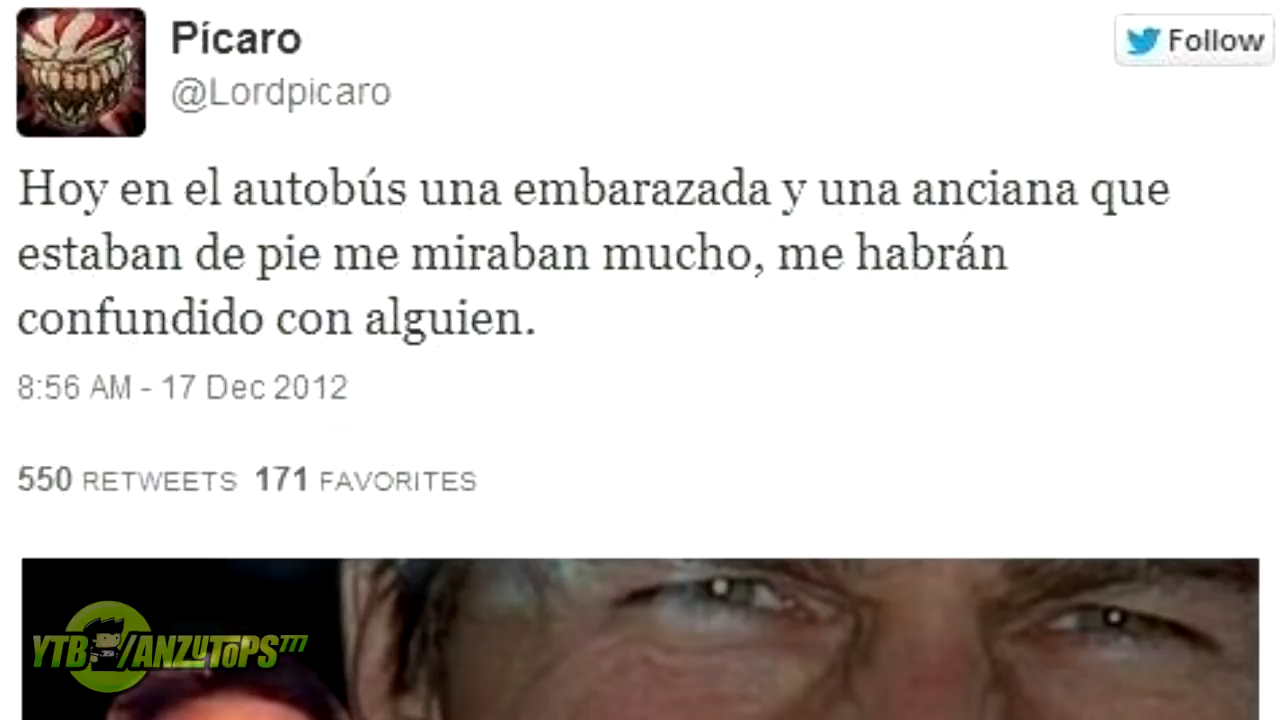 Pícaro
@Lordpicaro
Follow
Hoy en el autobús una embarazada y una anciana que
estaban de pie me miraban mucho, me habrán
confundido con alguien.
8:56 AM - 17 Dec 2012
550 RETWEETS 171 FAVORITES
YTB/ANZUTOPS777